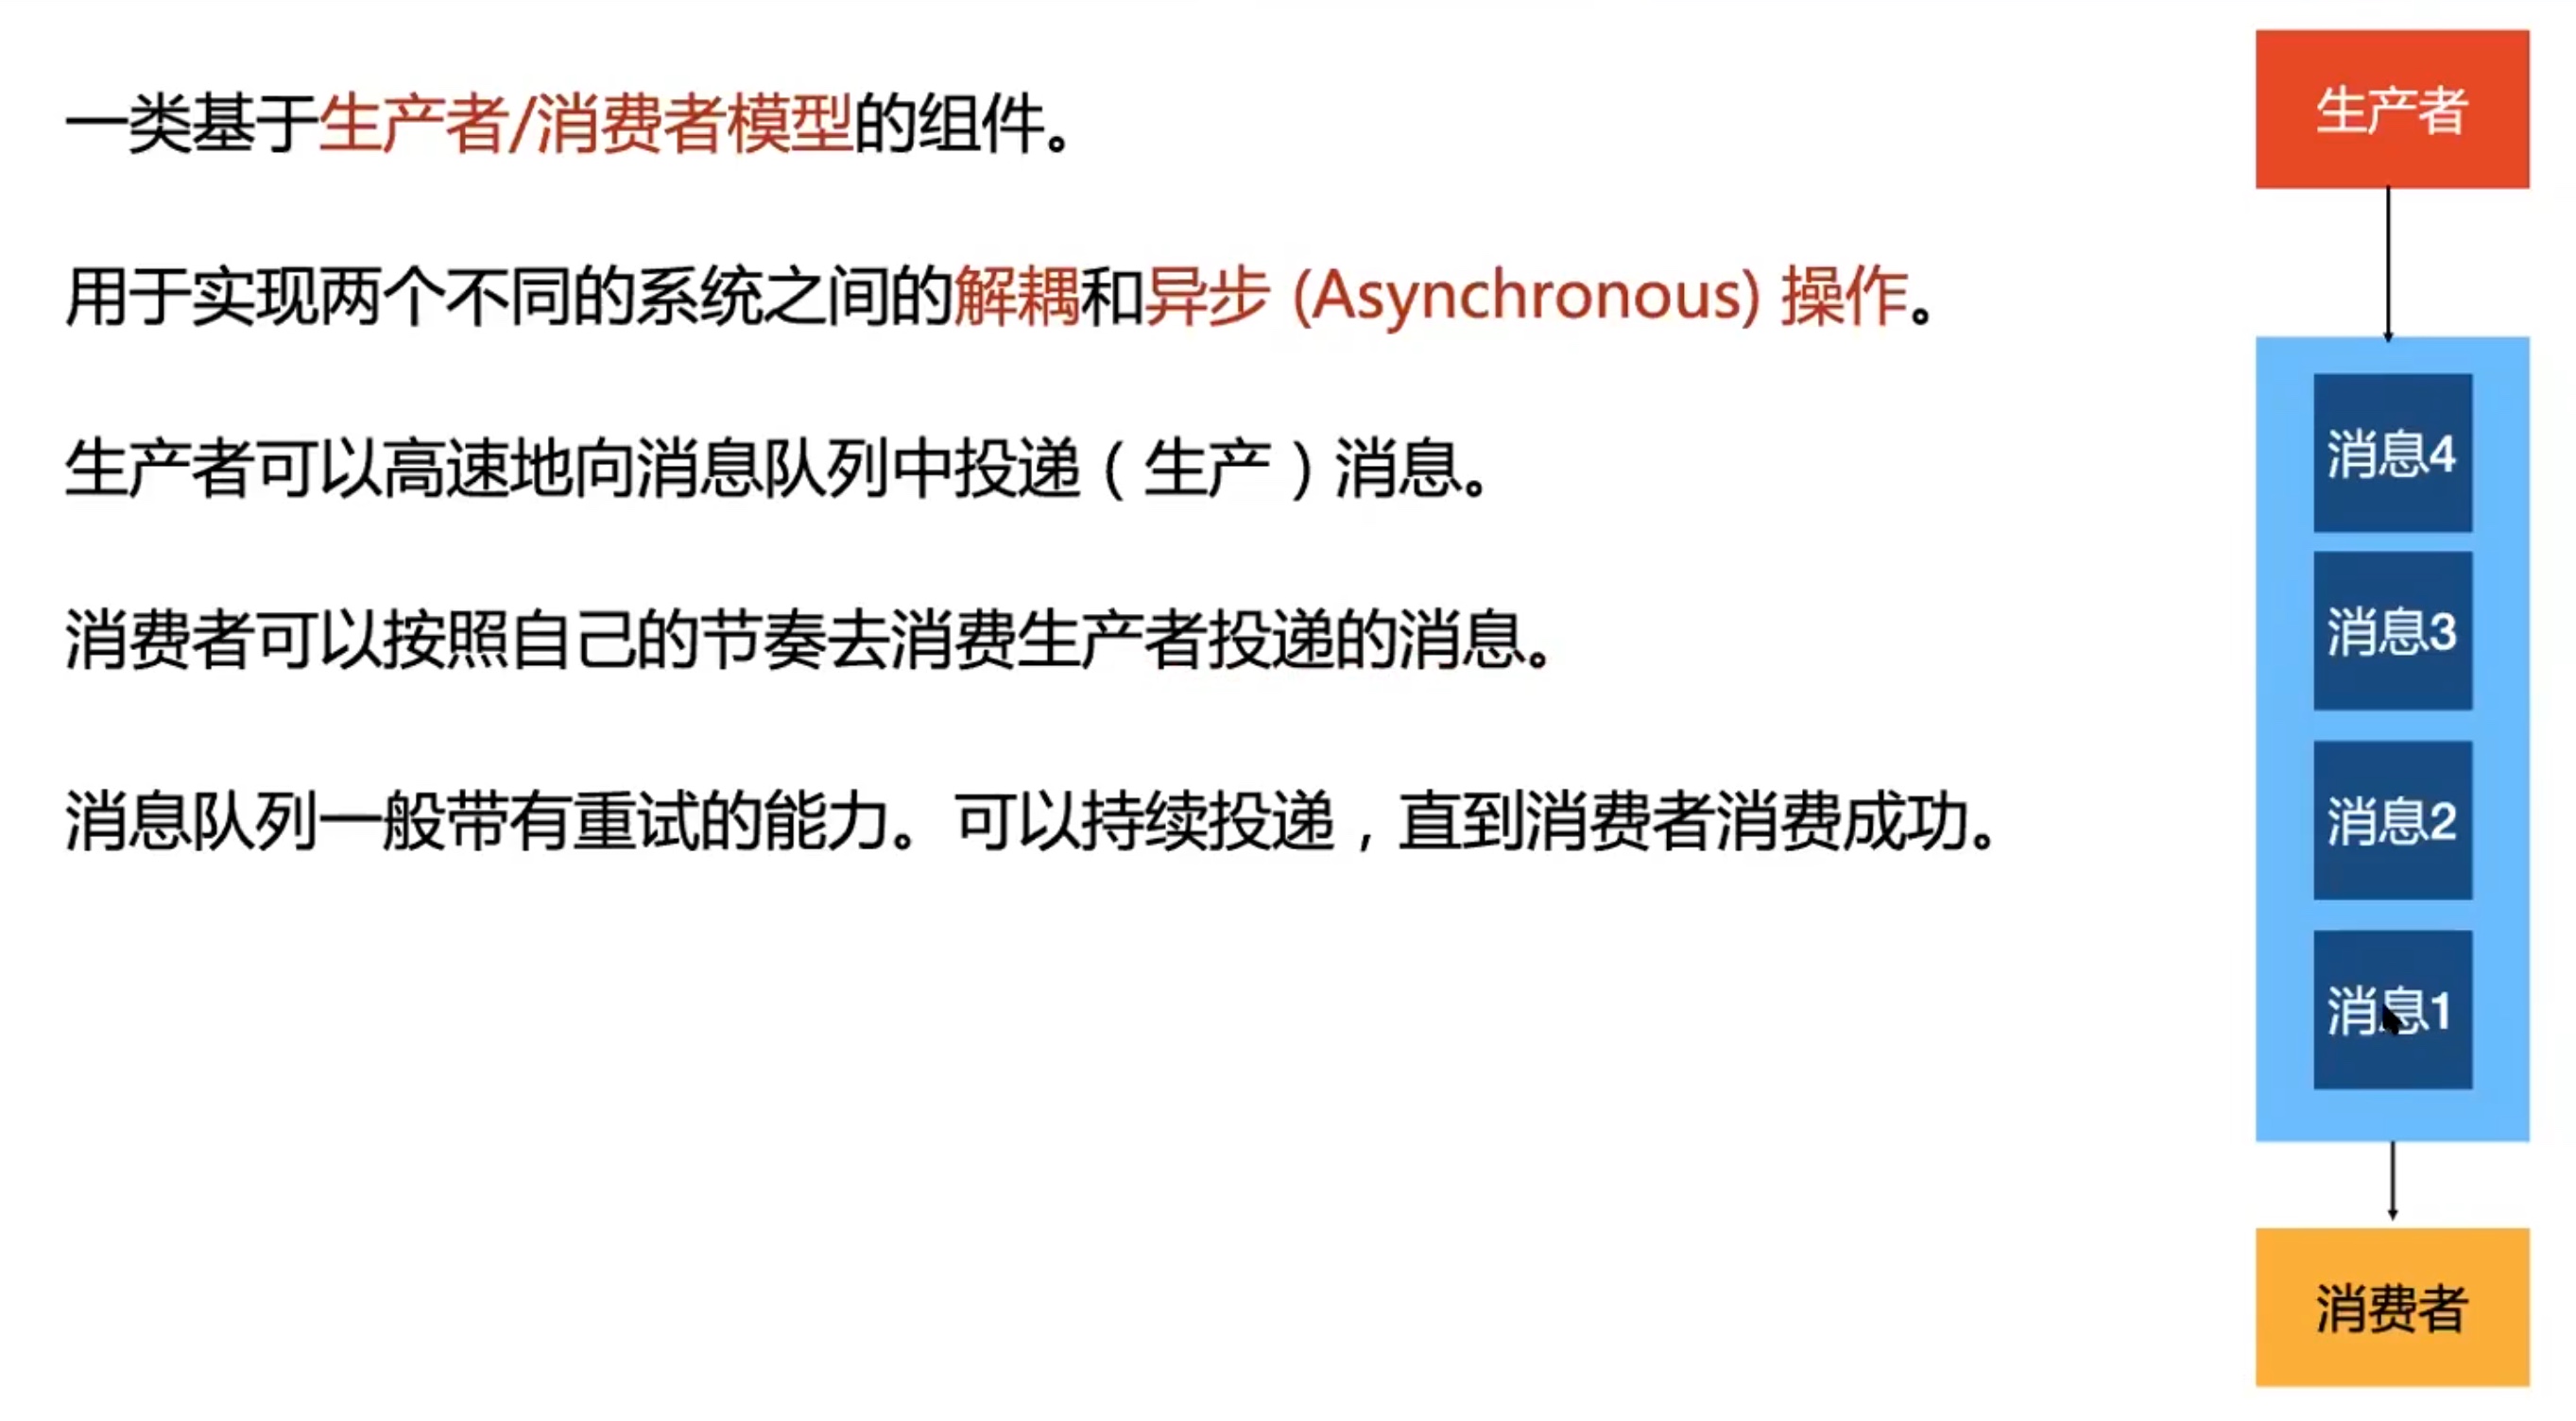 一类基于生产者/消费者模型的组件。
用于实现两个不同的系统之间的解耦和异步 (Asynchronous) 操作。
生产者可以高速地向消息队列中投递（生产）消息。
消费者可以按照自己的节奏去消费生产者投递的消息。
消息队列一般带有重试的能力。可以持续投递，直到消费者消费成功。
生产者
消息4
消息3
消息2
消息1
消费者